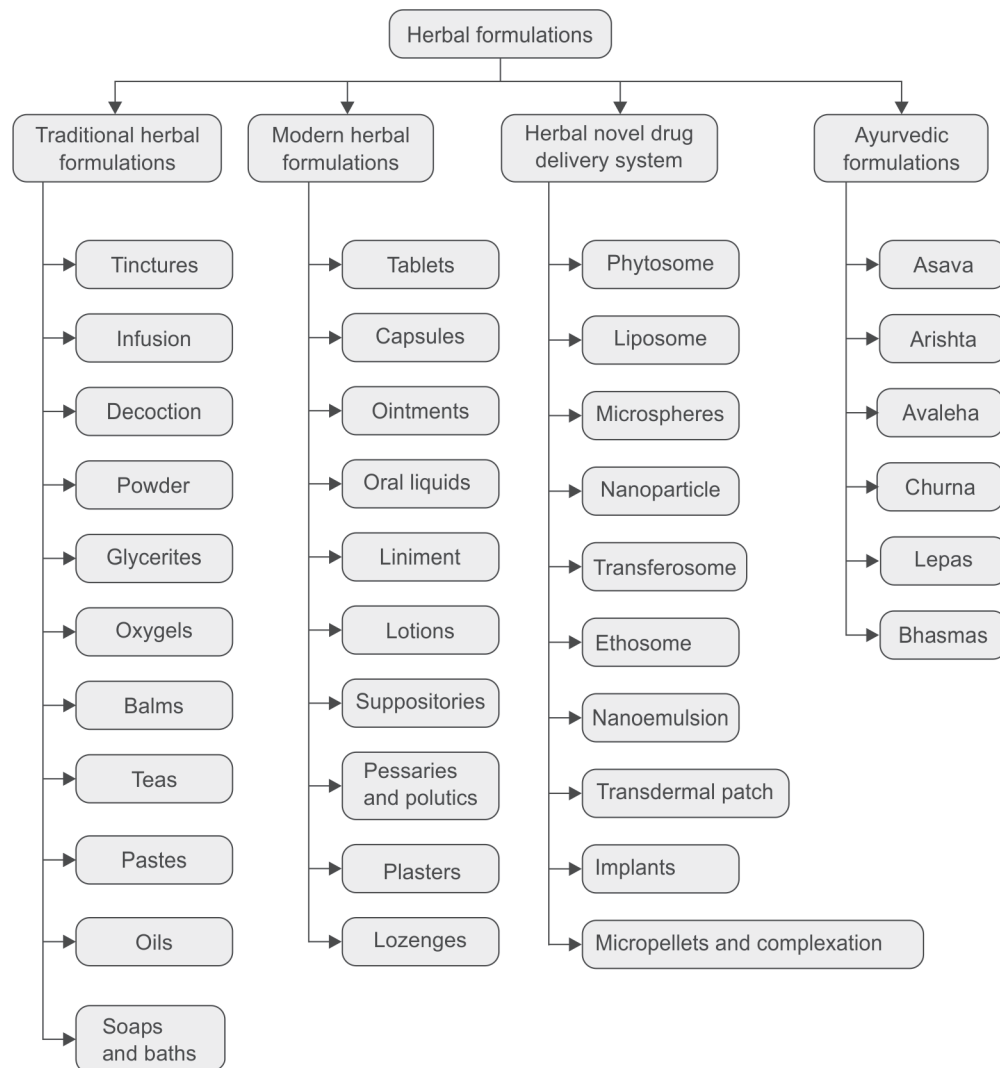 Herbal formulations
Traditional herbal
formulations
Tinctures
Infusion
Decoction
Powder
Glycerites
Oxygels
Balms
Teas
Pastes
Oils
Soaps
and baths
Modern herbal
formulations
Tablets
Capsules
Ointments
Oral liquids
Liniment
Lotions
Suppositories
Pessaries
and polutics
Plasters
Lozenges
Herbal novel drug
delivery system
Phytosome
Liposome
Microspheres
Nanoparticle
Transferosome
Ethosome
Nanoemulsion
Transdermal patch
Implants
Micropellets and complexation
Ayurvedic
formulations
Asava
Arishta
Avaleha
Churna
Lepas
Bhasmas